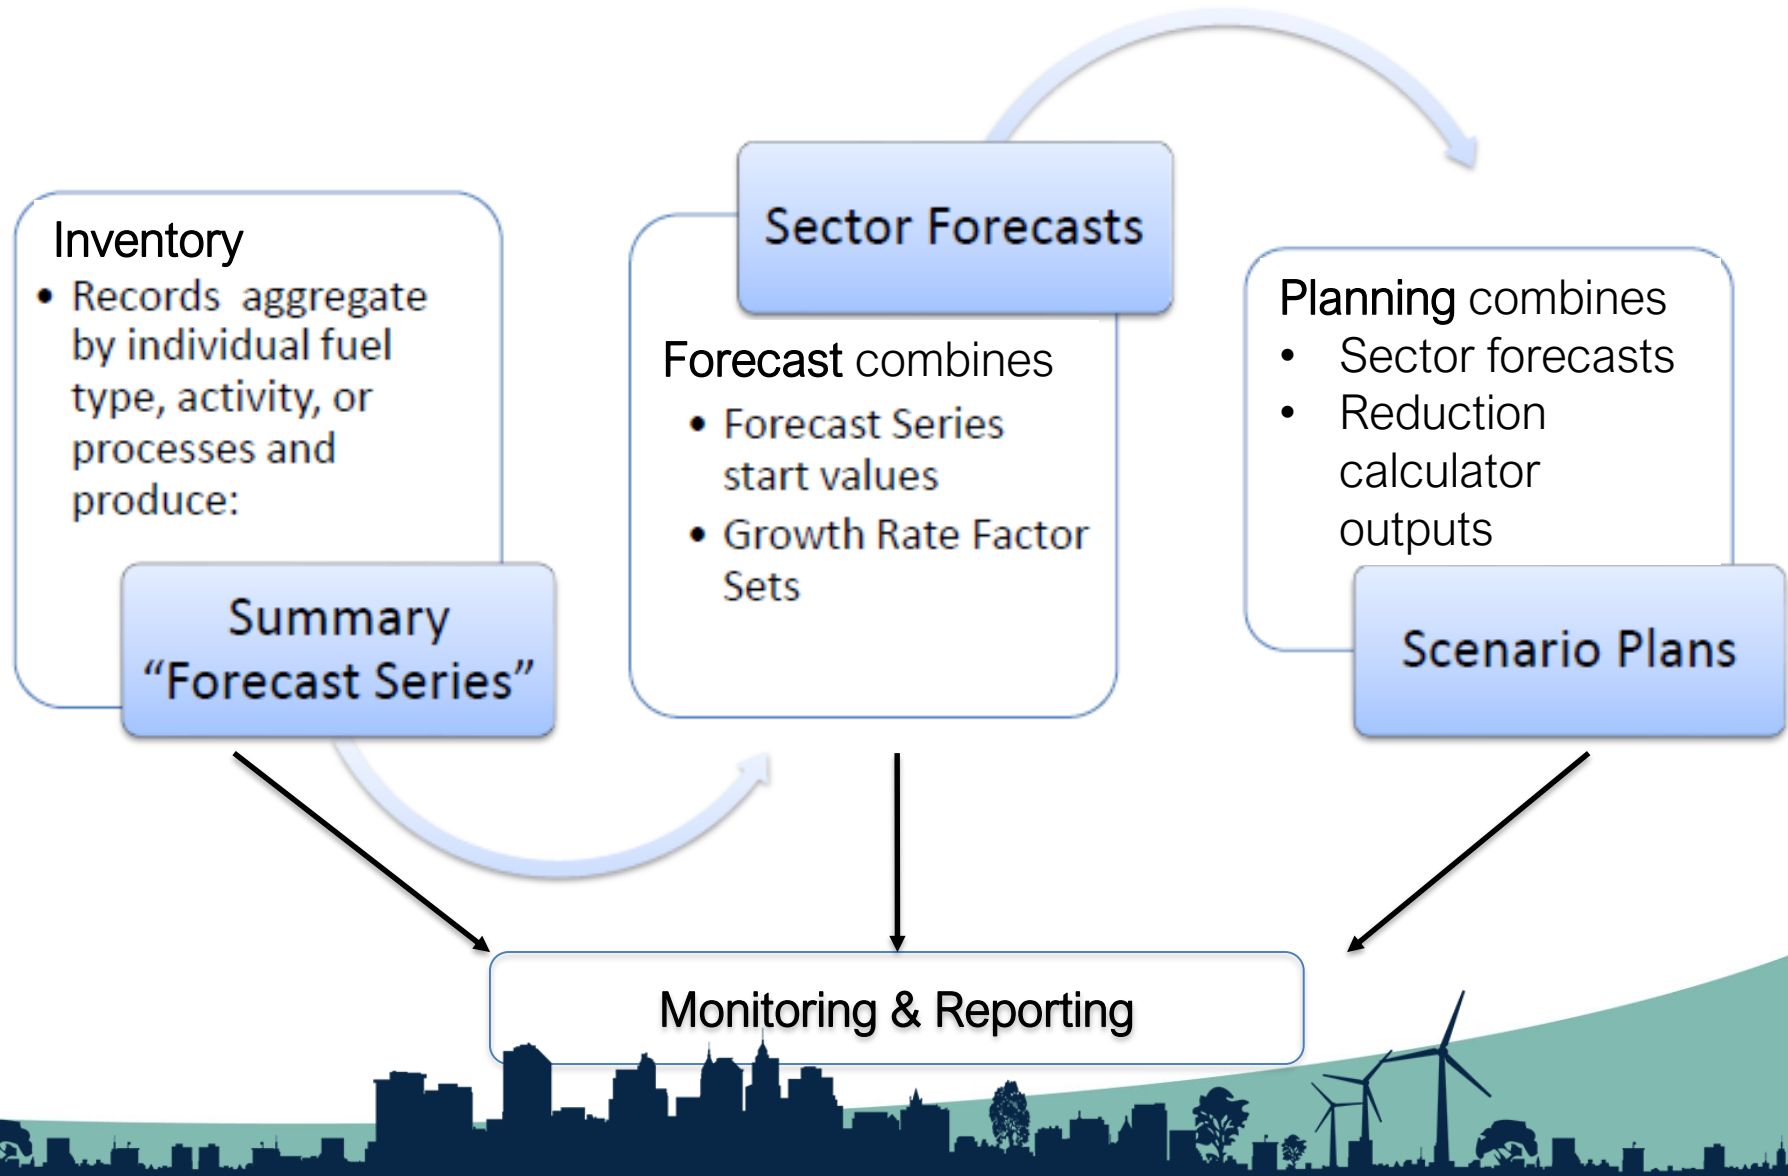 Inventory
• Records aggregate
by individual fuel
type, activity, or
processes and
produce:
Summary
“Forecast Series”
Sector Forecasts
Forecast combines
• Forecast Series
start values
• Growth Rate Factor
Sets
Planning combines
• Sector forecasts
• Reduction
calculator
outputs
Scenario Plans
Monitoring & Reporting